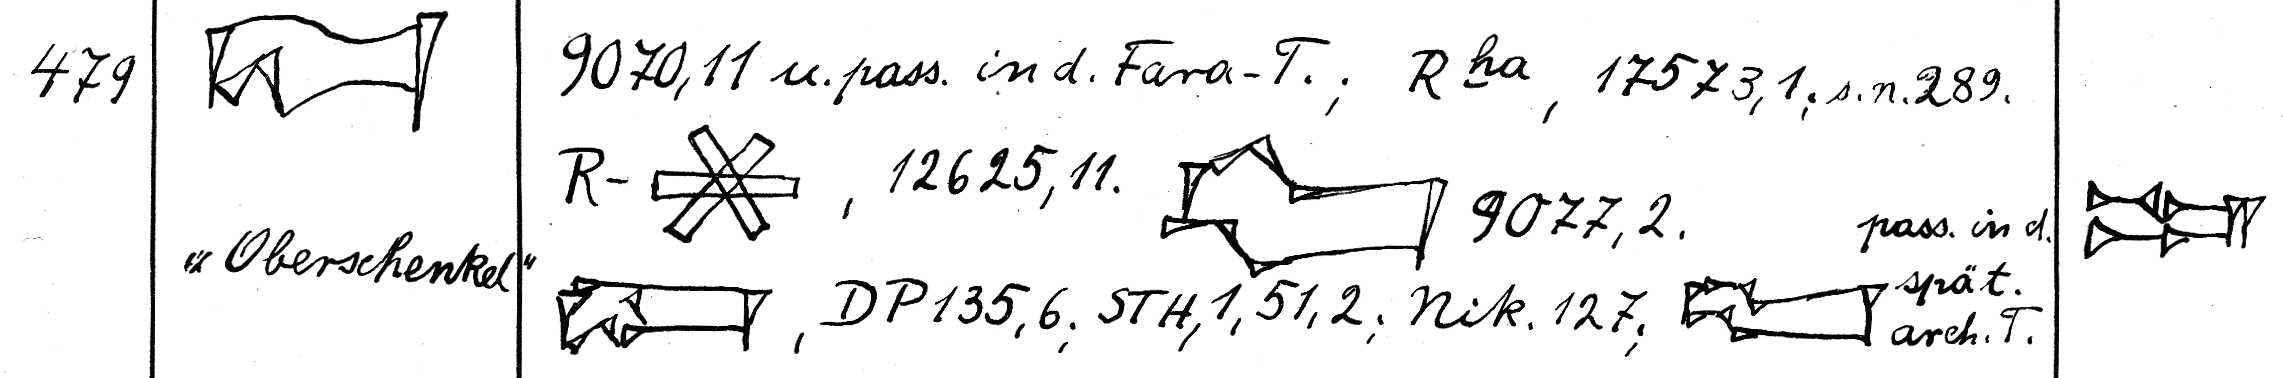 479 9070,11 u. pass. in d. Fara-T.; R ḫa, 17573,1; s.n. 289.
R- , 12625,11. 9077,2. pass. in d.
"Oberschenkel" , DP 135,6; STH,1,51,2; Nik. 127; spät.
arch. T.